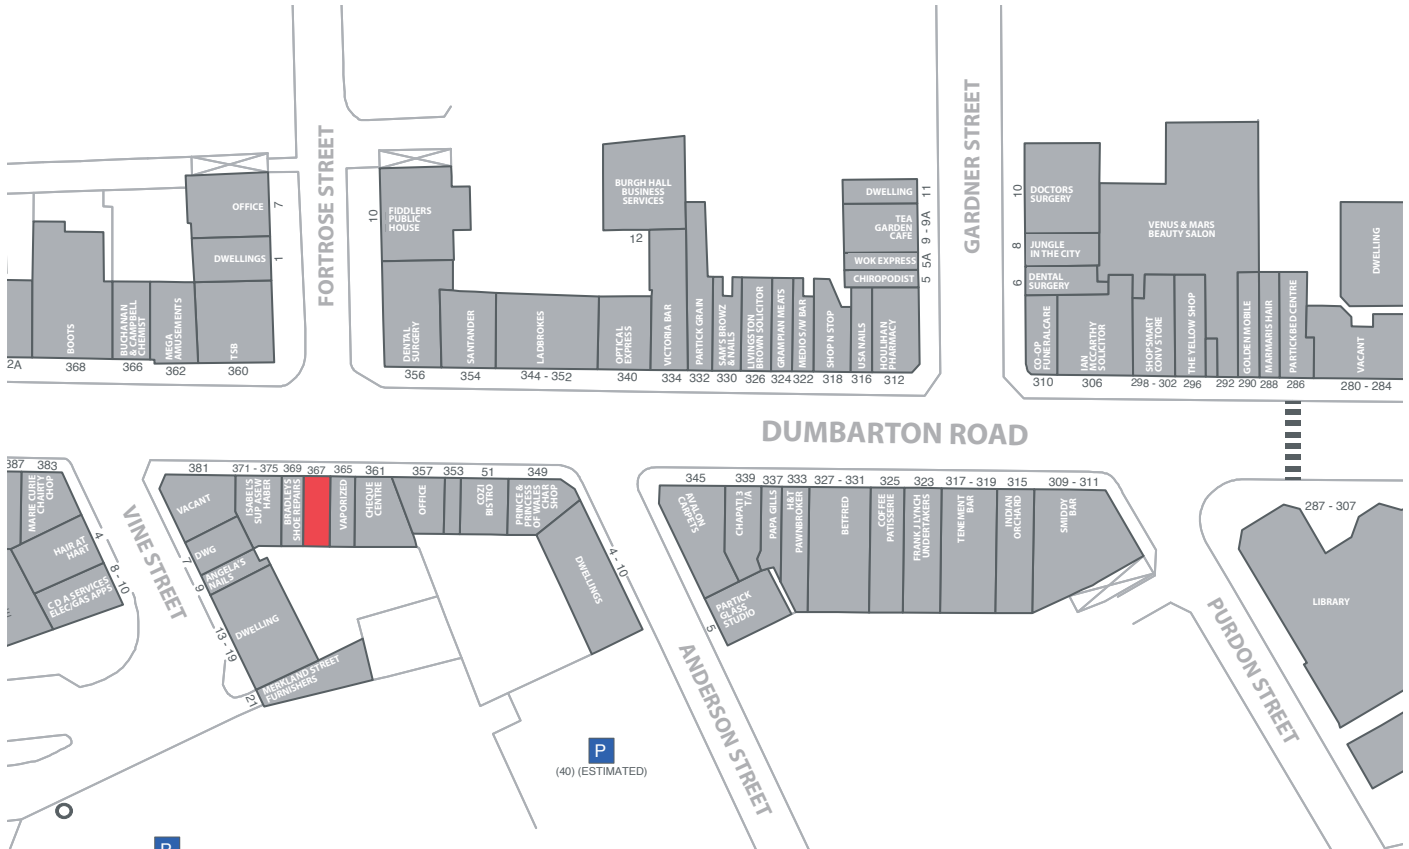 FORTROSE STREET
GARDNER STREET
OFFICE
7
DWELLINGS
1
BOOTS
BUCHANAN
& CAMPBELL
CHEMIST
MEGA
AMUSEMENTS
TSB
2A
368
366
362
360
10
FIDDLERS
PUBLIC
HOUSE
DENTAL
SURGERY
SANTANDER
LADBROKES
BURGH HALL
BUSINESS
SERVICES
12
OPTICAL
EXPRESS
VICTORIA BAR
PARTICK GRAIN
SAM'S BROWZ
& NAILS
LIVINGSTON
BROWN SOLICITOR
GRAMPIAN MEATS
MEDIO S/W BAR
SHOP N STOP
USA NAILS
HOULIHAN
PHARMACY
DWELLING
11
TEA
GARDEN
CAFE
9 - 9A
WOK EXPRESS
5A
CHIROPODIST
5
356
354
344 - 352
340
334
332
330
326
324
322
318
316
312
10
DOCTORS
SURGERY
8
JUNGLE
IN THE CITY
6
DENTAL
SURGERY
VENUS & MARS
BEAUTY SALON
CO-OP
FUNERALCARE
IAN
MCCARTHY
SOLICITOR
SHOPSMART
CONV STORE
THE YELLOW SHOP
GOLDEN MOBILE
MARMARIS HAIR
PARTICK BED CENTRE
DWELLING
VACANT
310
306
298 - 302
296
292
290
288
286
280 - 284
DUMBARTON ROAD
387
383
MARIE CURIE
CHAIRTY
CHOP
HAIR AT
HART
4
C D A SERVICES
ELEC/GAS APPS
8 - 10
VINE STREET
381
371 - 375
369
367
365
361
357
353
51
349
VACANT
ISABEL'S
SUP ASEW
HABER
BRADLEYS
SHOE REPAIRS
VAPORIZED
CHEQUE
CENTRE
OFFICE
COZI
BISTRO
PRINCE &
PRINCESS
OF WALES
CHAR
SHOP
DWG
7
ANGELA'S
NAILS
9
DWELLING
13 - 19
MERKLAND STREET
FURNISHERS
21
DWELLINGS
4 - 10
P
(40) (ESTIMATED)
P
ANDERSON STREET
345
339
337
333
327 - 331
325
323
317 - 319
315
309 - 311
AVALON
CARPETS
CHAPATI 3
T/A
PAPA GILLS
H&T
PAWNBROKER
BETFRED
COFFEE
PATISSERIE
FRANK J LYNCH
UNDERTAKERS
TENEMENT
BAR
INDIAN
ORCHARD
SMIDDY
BAR
PARTICK
GLASS
STUDIO
5
287 - 307
LIBRARY
PURDON STREET